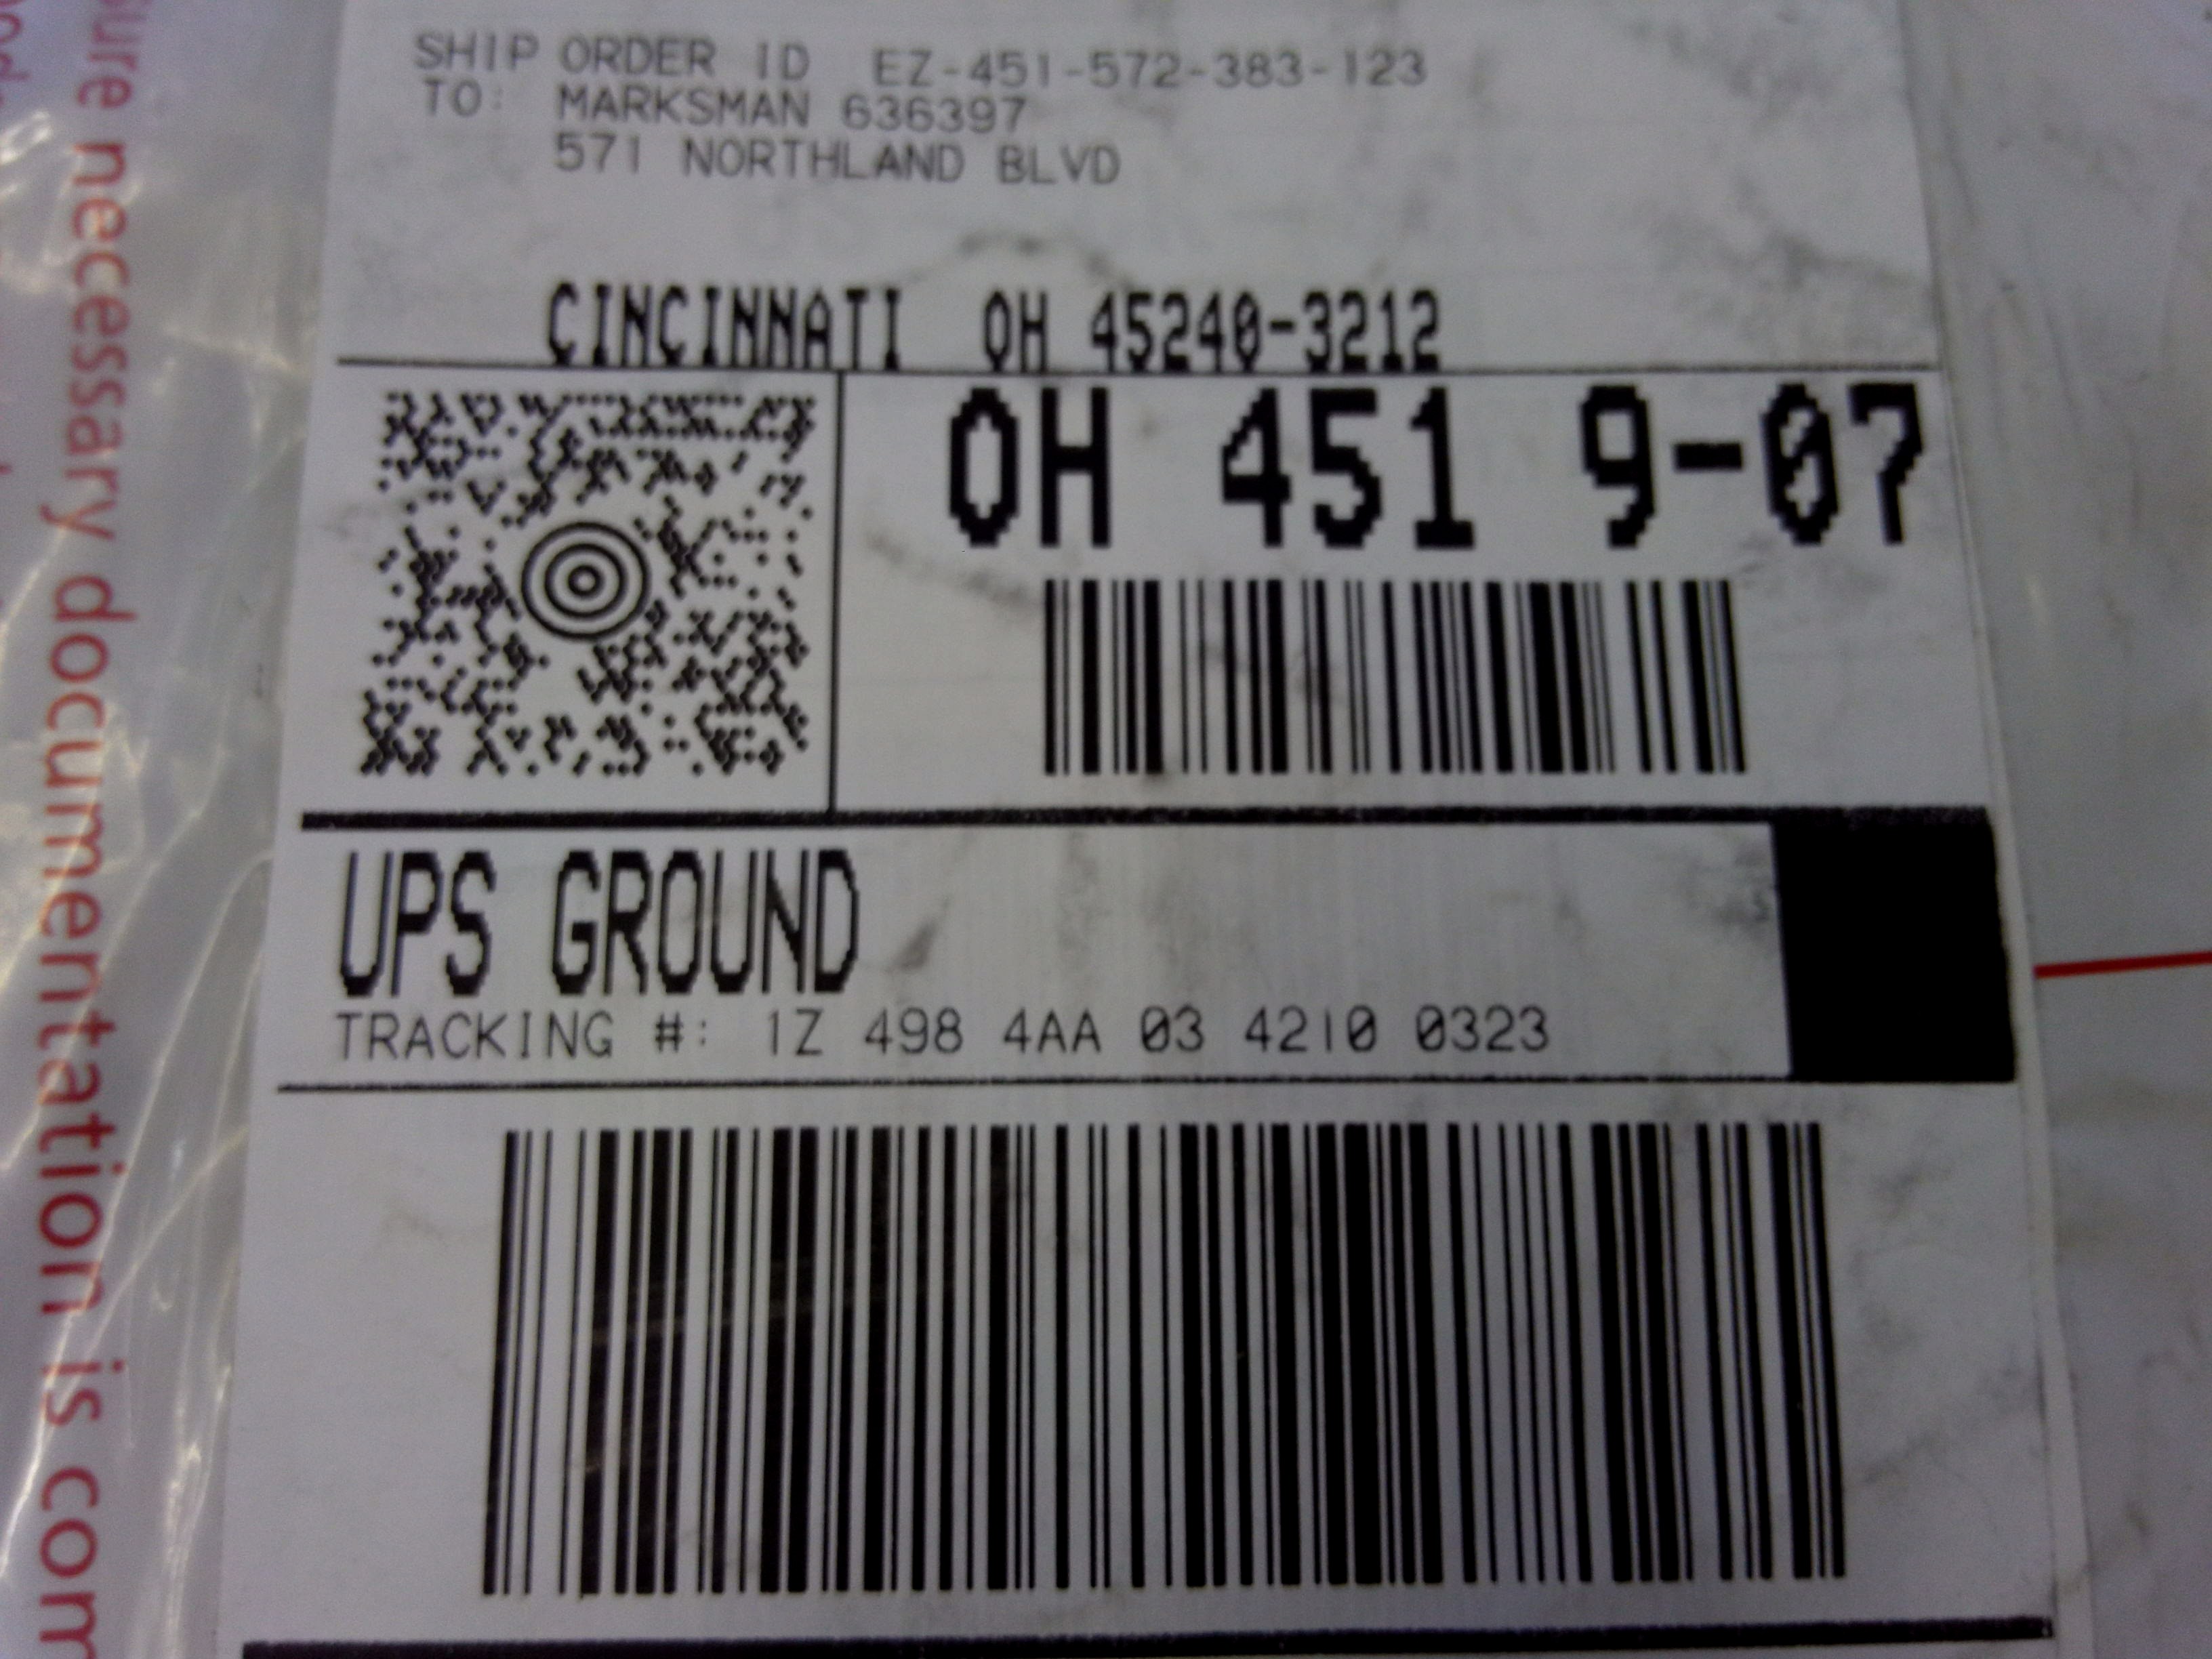 SHIP ORDER ID EZ-451-572-383-123
TO: MARKSMAN 636397
571 NORTHLAND BLVD
CINCINNATI OH 45240-3212
OH 451 9-07
UPS GROUND
TRACKING #: 1Z 498 4AA 03 4210 0323
ure necessary documentation is com